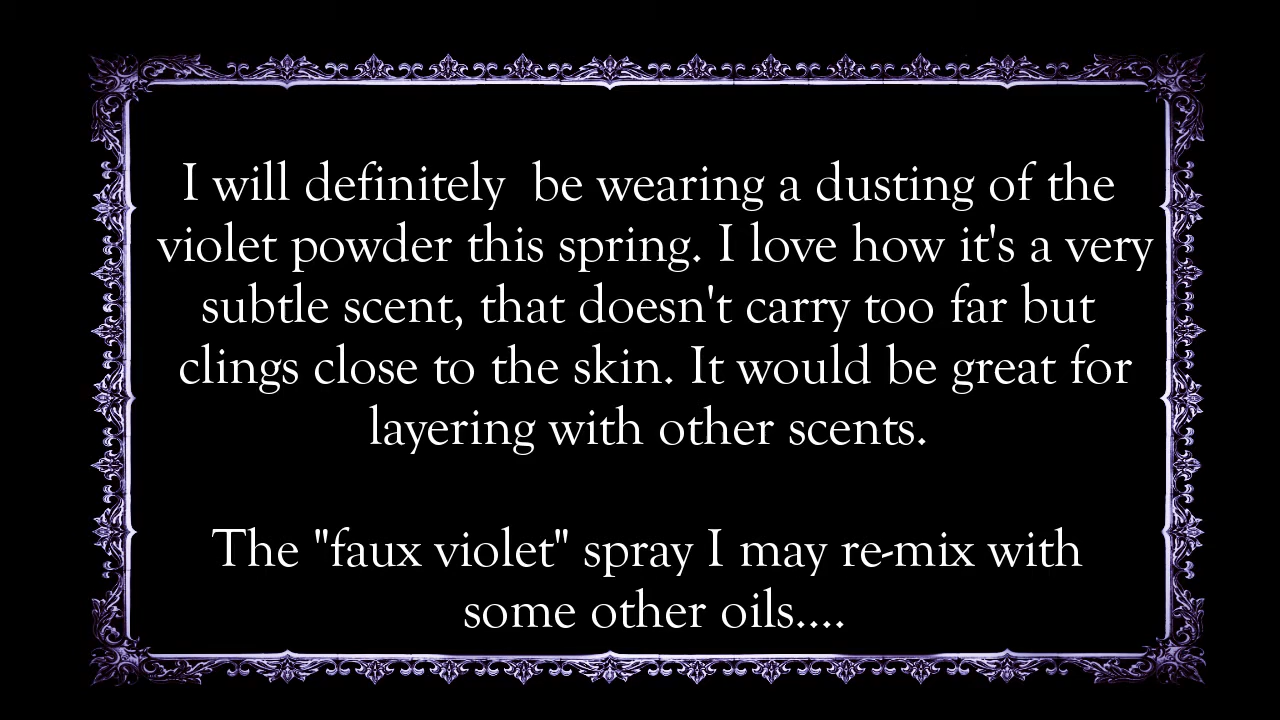 I will definitely  be wearing a dusting of the
violet powder this spring. I love how it's a very
subtle scent, that doesn't carry too far but
clings close to the skin. It would be great for
layering with other scents.
The "faux violet" spray I may re-mix with
some other oils....